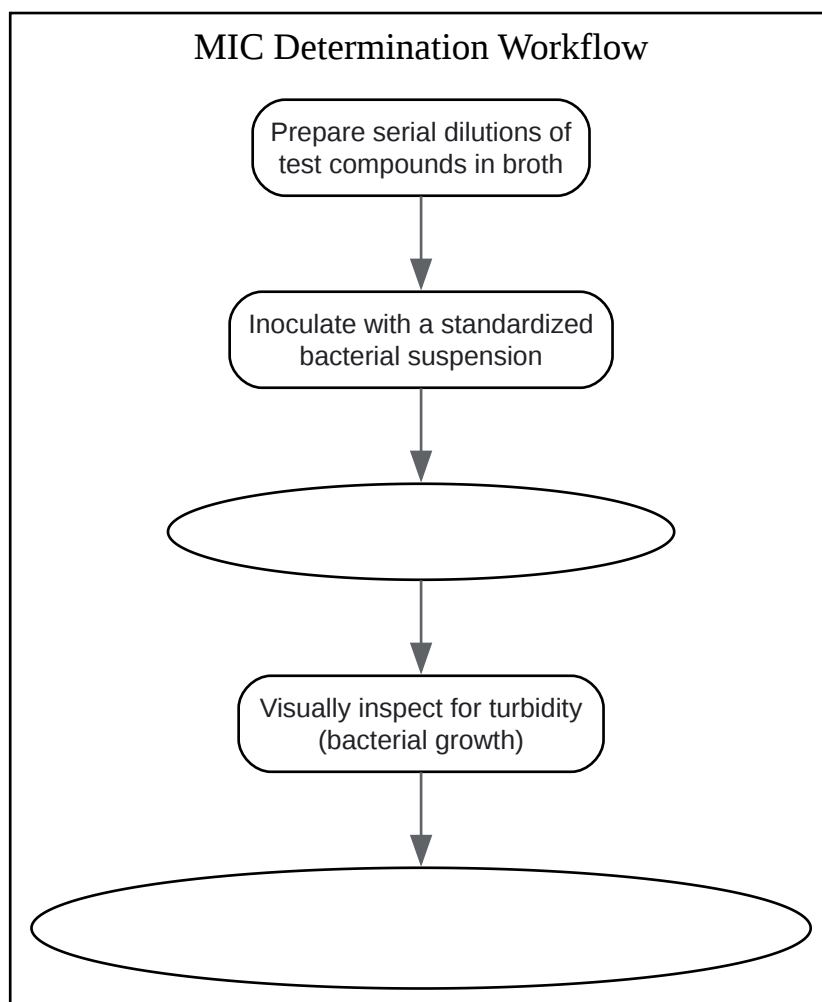 MIC Determination Workflow
Prepare serial dilutions of
test compounds in broth
Inoculate with a standardized
bacterial suspension
Visually inspect for turbidity
(bacterial growth)